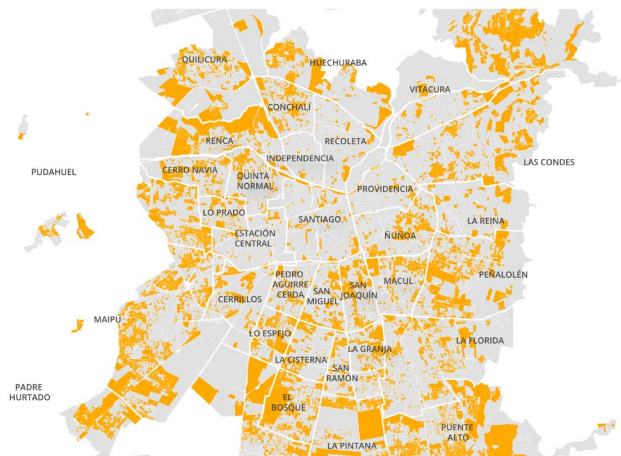 QUILICURA
HUECHURABA
VITACURA
CONCHALÍ
RENCA
RECOLETA
INDEPENDENCIA
LAS CONDES
PUDAHUEL
CERRO NAVIA
QUINTA
NORMAL
PROVIDENCIA
LO PRADO
SANTIAGO
LA REINA
ESTACIÓN
CENTRAL
ÑUÑOA
PEDRO
AGUIRRE
CERDA
SAN
MIGUEL
SAN
JOAQUÍN
MACUL
PEÑALOLÉN
CERRILLOS
MAIPÚ
LO ESPEJO
LA FLORIDA
LA GRANJA
LA CISTERNA
SAN
RAMÓN
PADRE
HURTADO
EL
BOSQUE
PUENTE
ALTO
LA PINTANA